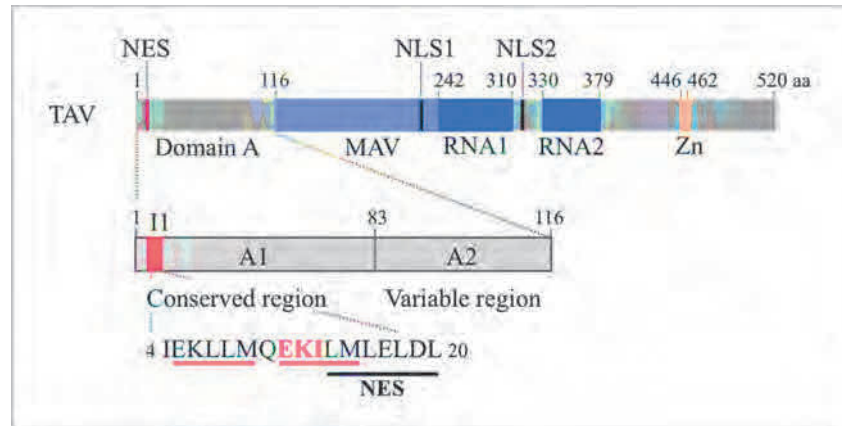 NES NLS1 NLS2
1 116 242 310 330 379 446 462 520 aa
TAV
Domain A MAV RNA1 RNA2 Zn
1 I1 83 116
A1 A2
Conserved region Variable region
4 IEKLLMQEKILMLELDL 20
NES